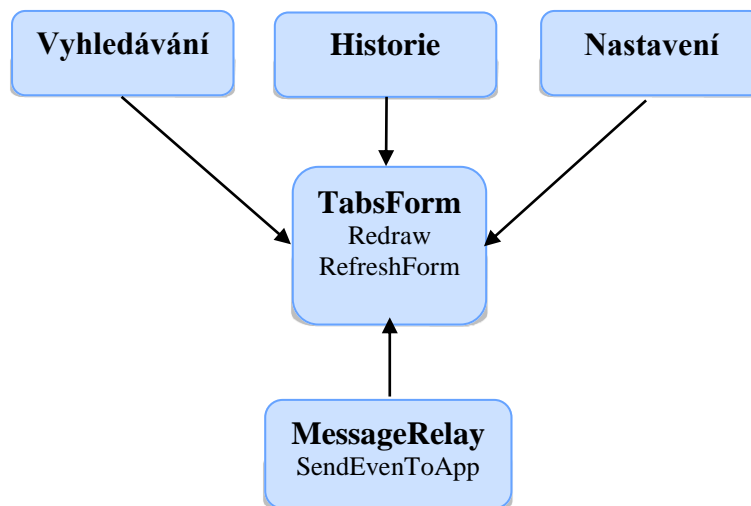 Vyhledávání
Historie
Nastavení
TabsForm
Redraw
RefreshForm
MessageRelay
SendEvenToApp